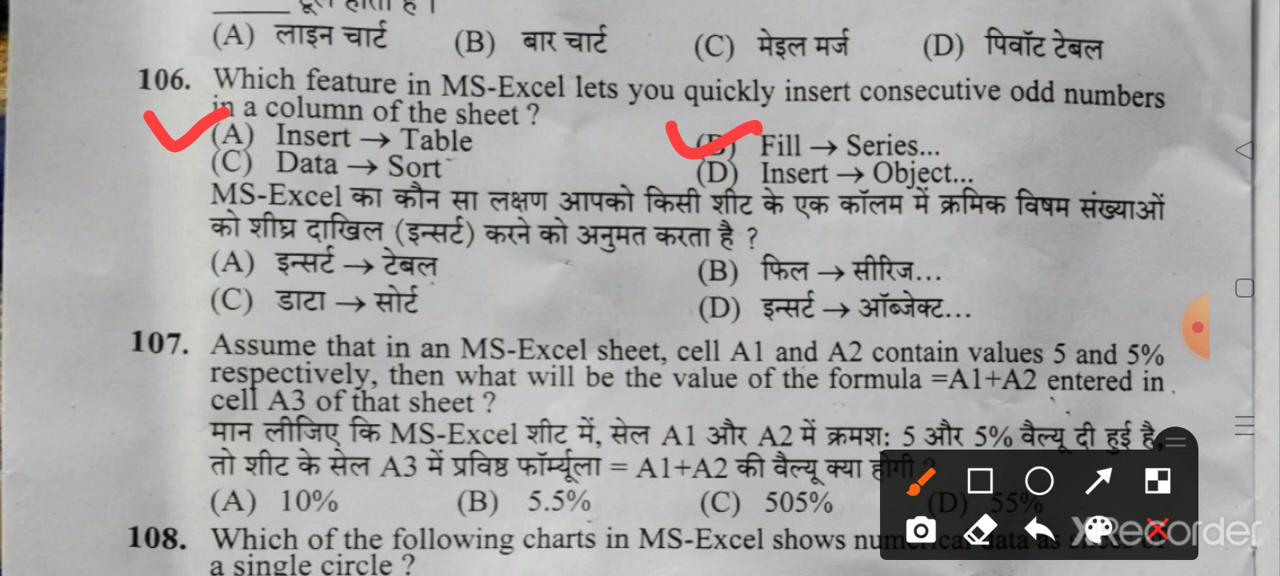 (A) लाइन चार्ट (B) बार चार्ट (C) मेइल मर्ज (D) पिवॉट टेबल
106. Which feature in MS-Excel lets you quickly insert consecutive odd numbers
in a column of the sheet ?
(A) Insert → Table (B) Fill → Series...
(C) Data → Sort (D) Insert → Object...
MS-Excel का कौन सा लक्षण आपको किसी शीट के एक कॉलम में क्रमिक विषम संख्याओं
को शीघ्र दाखिल (इन्सर्ट) करने को अनुमत करता है ?
(A) इन्सर्ट → टेबल (B) फिल → सीरिज...
(C) डाटा → सोर्ट (D) इन्सर्ट → ऑब्जेक्ट...
107. Assume that in an MS-Excel sheet, cell A1 and A2 contain values 5 and 5%
respectively, then what will be the value of the formula =A1+A2 entered in
cell A3 of that sheet ?
मान लीजिए कि MS-Excel शीट में, सेल A1 और A2 में क्रमशः 5 और 5% वैल्यू दी हुई है,
तो शीट के सेल A3 में प्रविष्ठ फॉर्म्यूला = A1+A2 की वैल्यू क्या होगी ?
(A) 10% (B) 5.5% (C) 505% (D) 55%
108. Which of the following charts in MS-Excel shows numerical data as
a single circle ?
XRecorder